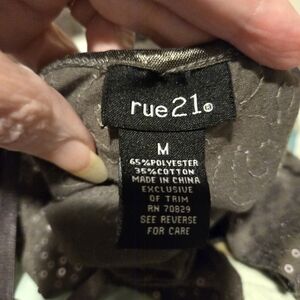 rue21®
M
65%POLYESTER
35%COTTON
MADE IN CHINA
EXCLUSIVE
OF TRIM
RN 70829
SEE REVERSE
FOR CARE